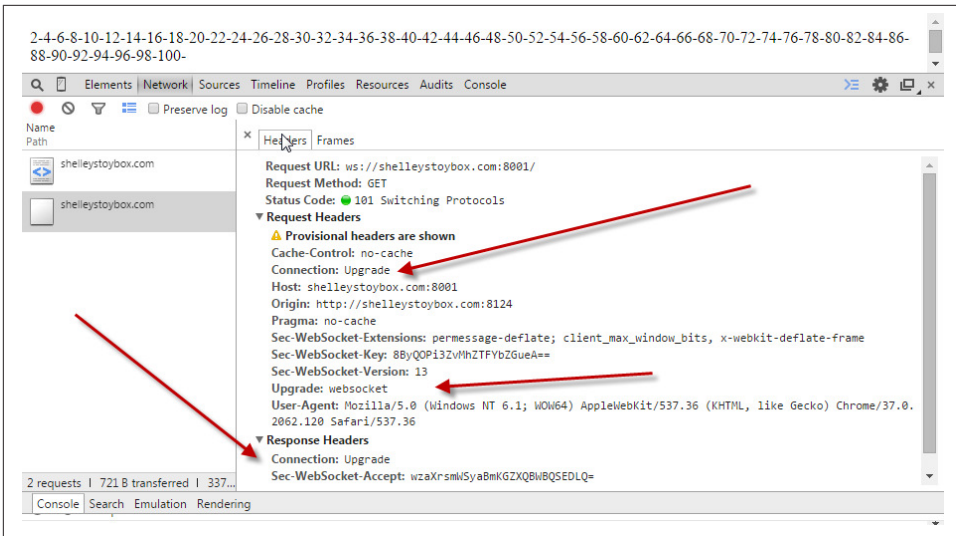 2-4-6-8-10-12-14-16-18-20-22-24-26-28-30-32-34-36-38-40-42-44-46-48-50-52-54-56-58-60-62-64-66-68-70-72-74-76-78-80-82-84-86-
88-90-92-94-96-98-100-
Elements Network Sources Timeline Profiles Resources Audits Console
Preserve log Disable cache
Name
Path
Headers Frames
shelleystoybox.com
shelleystoybox.com
Request URL: ws://shelleystoybox.com:8001/
Request Method: GET
Status Code: 101 Switching Protocols
Request Headers
Provisional headers are shown
Cache-Control: no-cache
Connection: Upgrade
Host: shelleystoybox.com:8001
Origin: http://shelleystoybox.com:8124
Pragma: no-cache
Sec-WebSocket-Extensions: permessage-deflate; client_max_window_bits, x-webkit-deflate-frame
Sec-WebSocket-Key: 8ByQOPi3ZvMhZTFYbZGueA==
Sec-WebSocket-Version: 13
Upgrade: websocket
User-Agent: Mozilla/5.0 (Windows NT 6.1; WOW64) AppleWebKit/537.36 (KHTML, like Gecko) Chrome/37.0.
2062.120 Safari/537.36
Response Headers
Connection: Upgrade
Sec-WebSocket-Accept: wzaXrsmWSyaBmKGZXQBWBQSEDLQ=
2 requests | 721 B transferred | 337...
Console Search Emulation Rendering